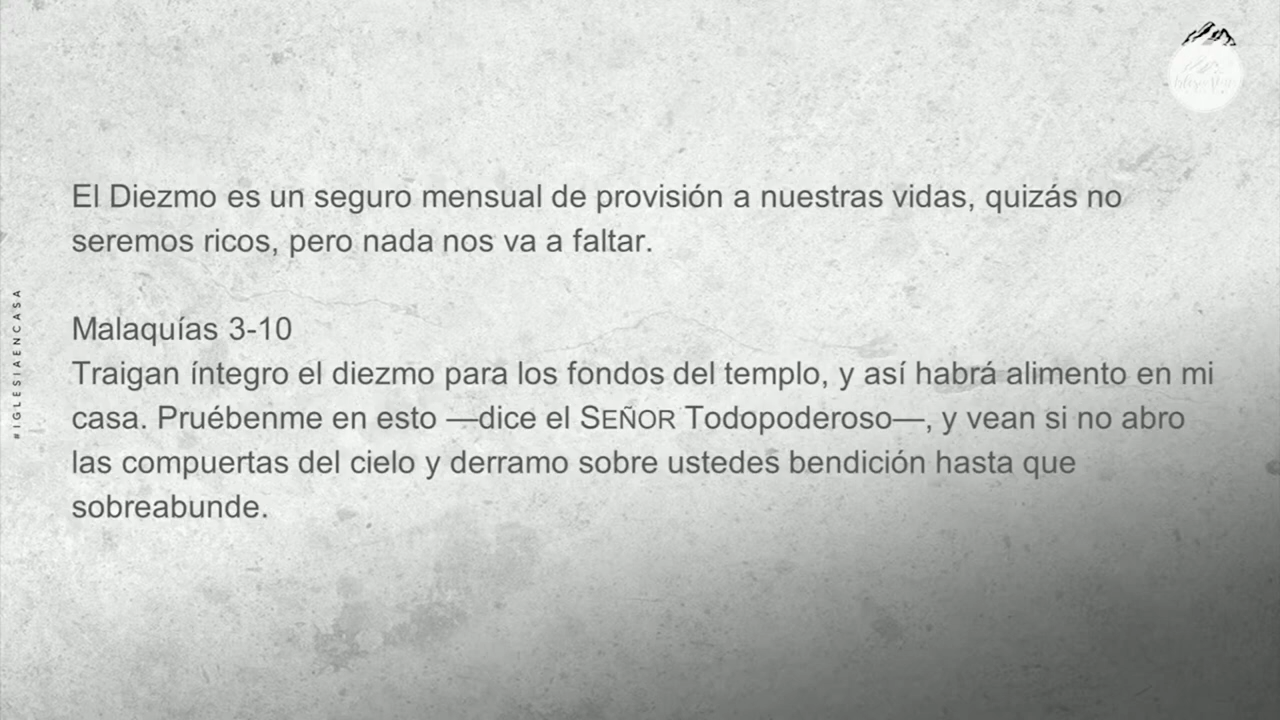 El Diezmo es un seguro mensual de provisión a nuestras vidas, quizás no
seremos ricos, pero nada nos va a faltar.
Malaquías 3-10
Traigan íntegro el diezmo para los fondos del templo, y así habrá alimento en mi
casa. Pruébenme en esto —dice el SEÑOR Todopoderoso—, y vean si no abro
las compuertas del cielo y derramo sobre ustedes bendición hasta que
sobreabunde.
#IGLESIAENCASA